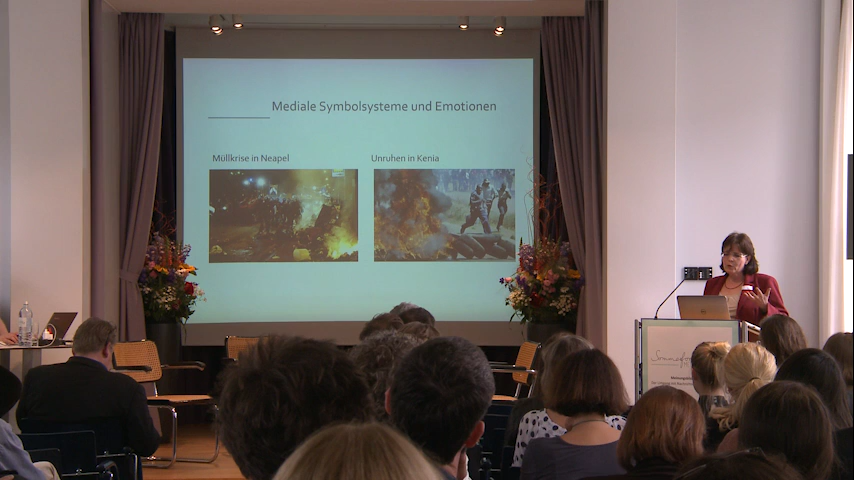 Mediale Symbolsysteme und Emotionen
Müllkrise in Neapel
Unruhen in Kenia